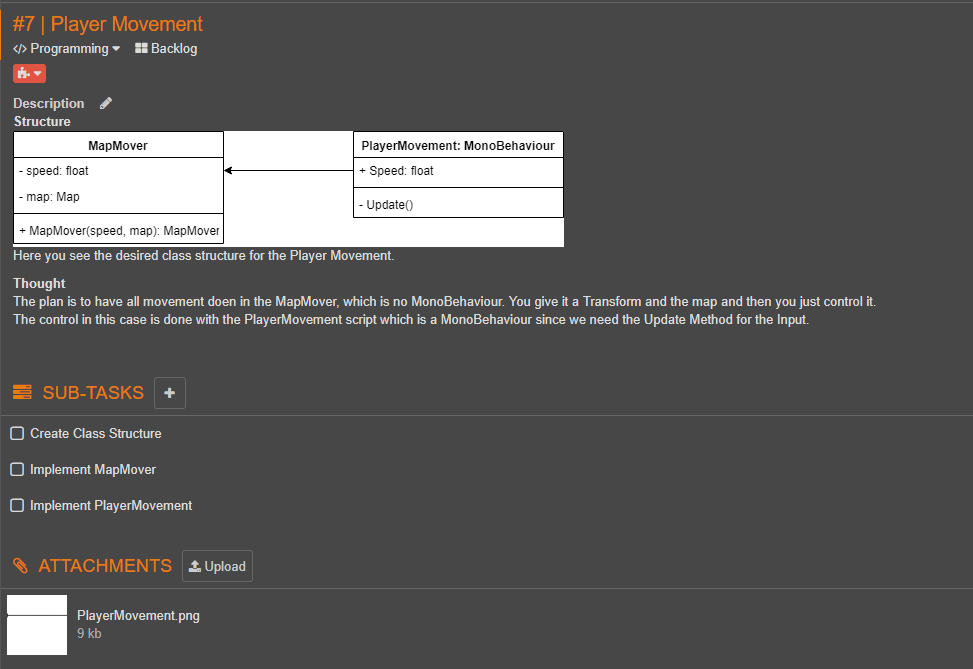 #7 | Player Movement
</> Programming Backlog
Description
Structure
MapMover
- speed: float
- map: Map
+ MapMover(speed, map): MapMover
PlayerMovement: MonoBehaviour
+ Speed: float
- Update()
Here you see the desired class structure for the Player Movement.
Thought
The plan is to have all movement doen in the MapMover, which is no MonoBehaviour. You give it a Transform and the map and then you just control it.
The control in this case is done with the PlayerMovement script which is a MonoBehaviour since we need the Update Method for the Input.
SUB-TASKS +
Create Class Structure
Implement MapMover
Implement PlayerMovement
ATTACHMENTS Upload
PlayerMovement.png
9 kb